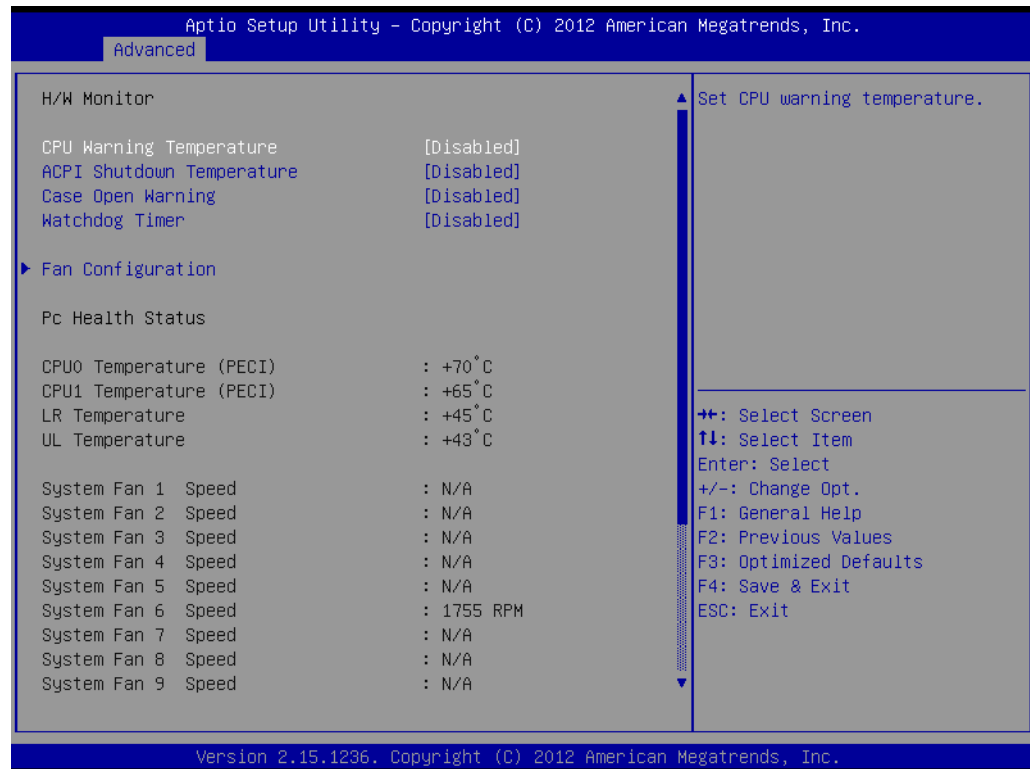 Aptio Setup Utility – Copyright (C) 2012 American Megatrends, Inc.
Advanced
H/W Monitor
CPU Warning Temperature [Disabled]
ACPI Shutdown Temperature [Disabled]
Case Open Warning [Disabled]
Watchdog Timer [Disabled]
Fan Configuration
Pc Health Status
CPU0 Temperature (PECI) : +70°C
CPU1 Temperature (PECI) : +65°C
LR Temperature : +45°C
UL Temperature : +43°C
System Fan 1 Speed : N/A
System Fan 2 Speed : N/A
System Fan 3 Speed : N/A
System Fan 4 Speed : N/A
System Fan 5 Speed : N/A
System Fan 6 Speed : 1755 RPM
System Fan 7 Speed : N/A
System Fan 8 Speed : N/A
System Fan 9 Speed : N/A
Set CPU warning temperature.
→←: Select Screen
↑↓: Select Item
Enter: Select
+/-: Change Opt.
F1: General Help
F2: Previous Values
F3: Optimized Defaults
F4: Save & Exit
ESC: Exit
Version 2.15.1236. Copyright (C) 2012 American Megatrends, Inc.